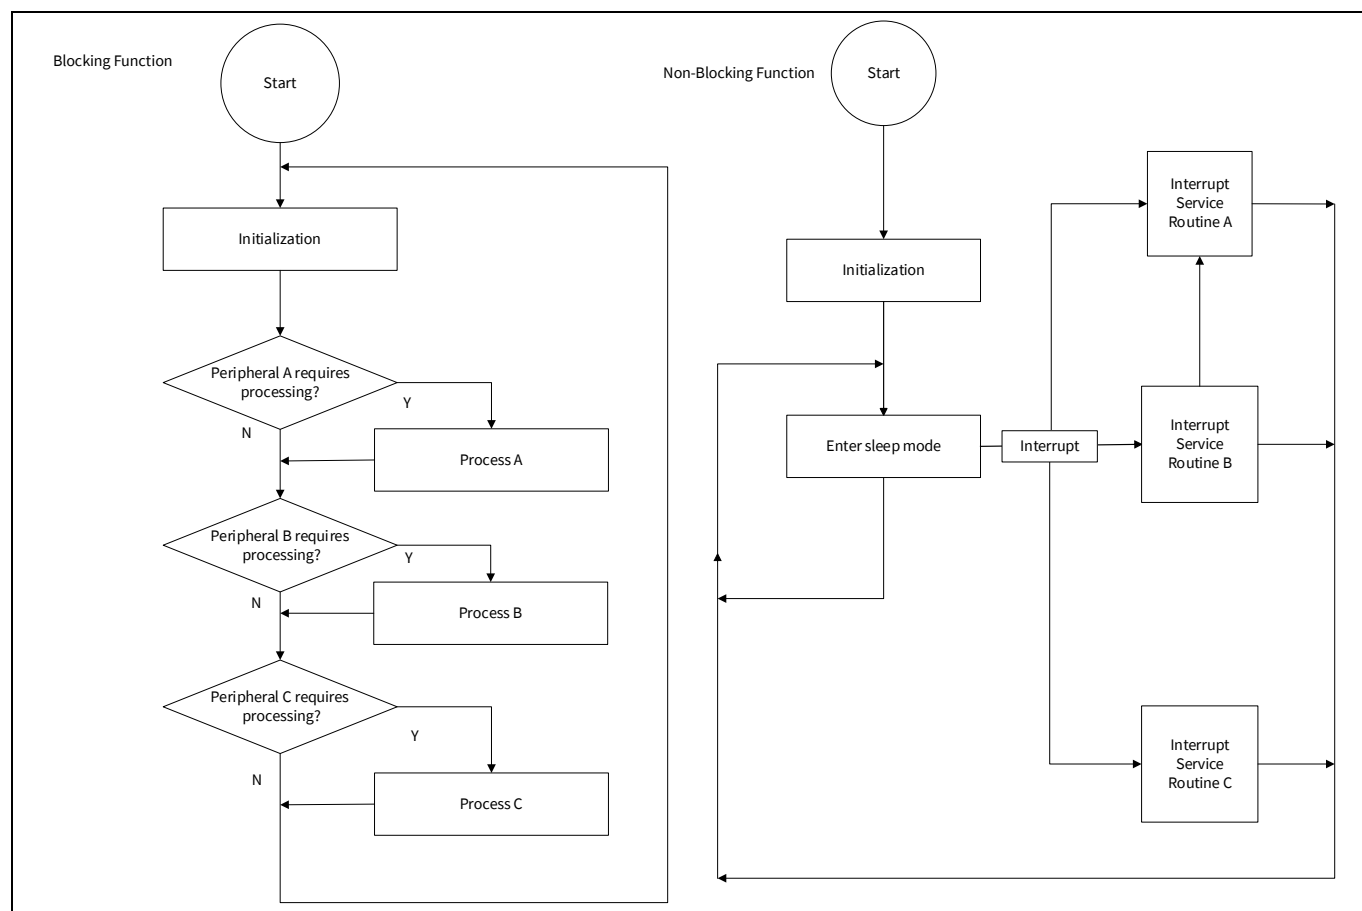 Blocking Function
Start
Initialization
Peripheral A requires
processing?
Y
N
Process A
Peripheral B requires
processing?
Y
N
Process B
Peripheral C requires
processing?
Y
N
Process C
Non-Blocking Function
Start
Initialization
Enter sleep mode
Interrupt
Interrupt
Service
Routine A
Interrupt
Service
Routine B
Interrupt
Service
Routine C